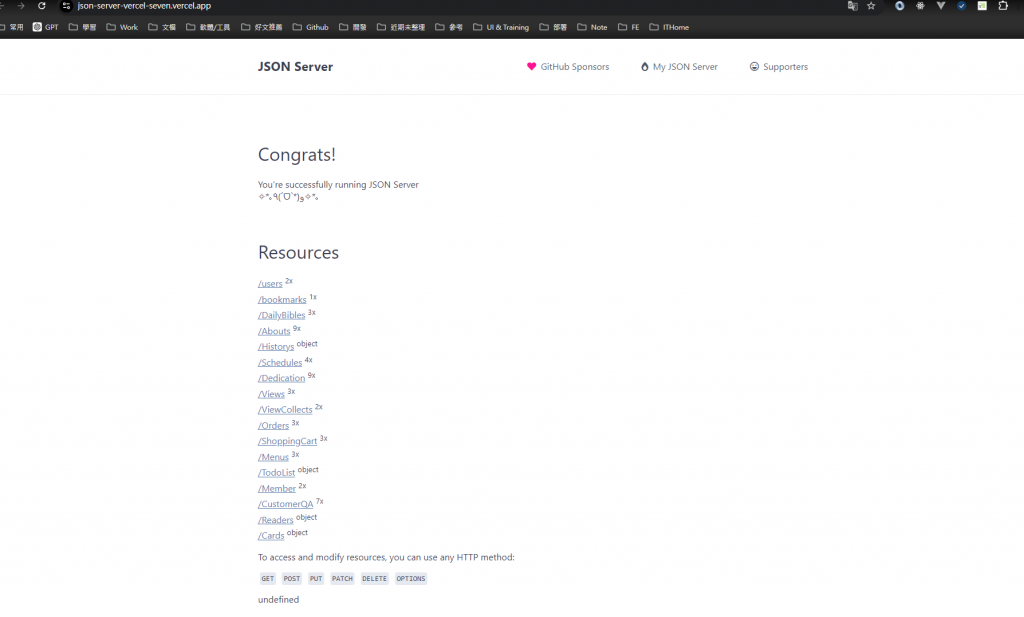 json-server-vercel-seven.vercel.app
常用 GPT 學習 Work 文檔 軟體/工具 好文推薦 Github 開發 近期未整理 參考 UI & Training 部署 Note FE ITHome
JSON Server GitHub Sponsors My JSON Server Supporters
Congrats!
You're successfully running JSON Server
✧*｡٩(ˊᗜˋ*)و✧*｡
Resources
/users 2x
/bookmarks 1x
/DailyBibles 3x
/Abouts 9x
/Historys object
/Schedules 4x
/Dedication 9x
/Views 3x
/ViewCollects 2x
/Orders 3x
/ShoppingCart 3x
/Menus 3x
/TodoList object
/Member 2x
/CustomerQA 7x
/Readers object
/Cards object
To access and modify resources, you can use any HTTP method:
GET POST PUT PATCH DELETE OPTIONS
undefined